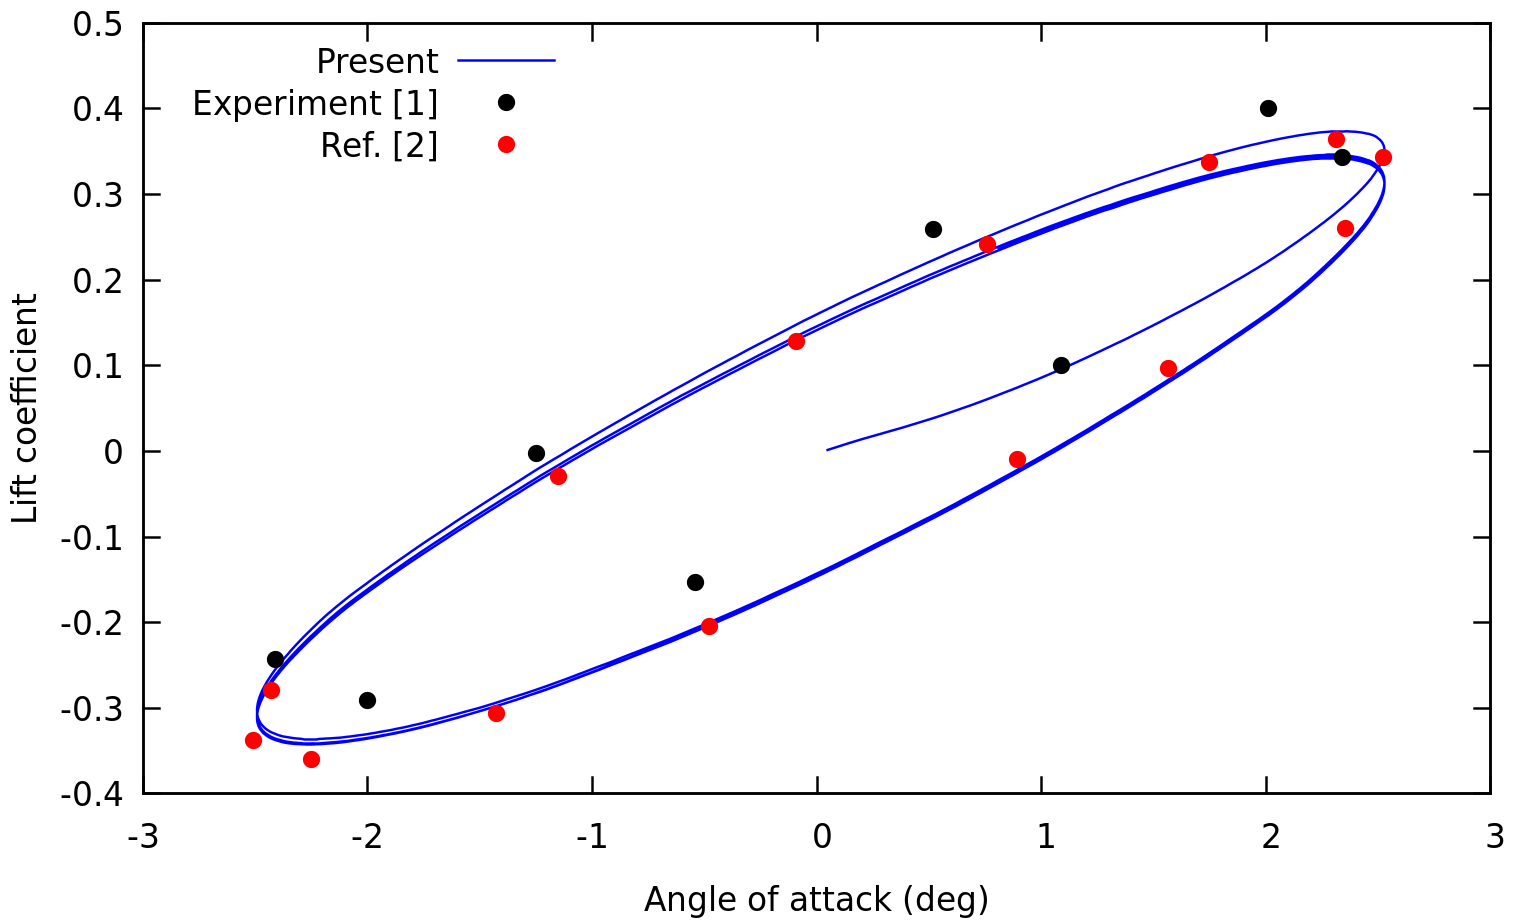 0.5
0.4
0.3
0.2
0.1
0
-0.1
-0.2
-0.3
-0.4
Lift coefficient
Present
Experiment [1]
Ref. [2]
-3 -2 -1 0 1 2 3
Angle of attack (deg)